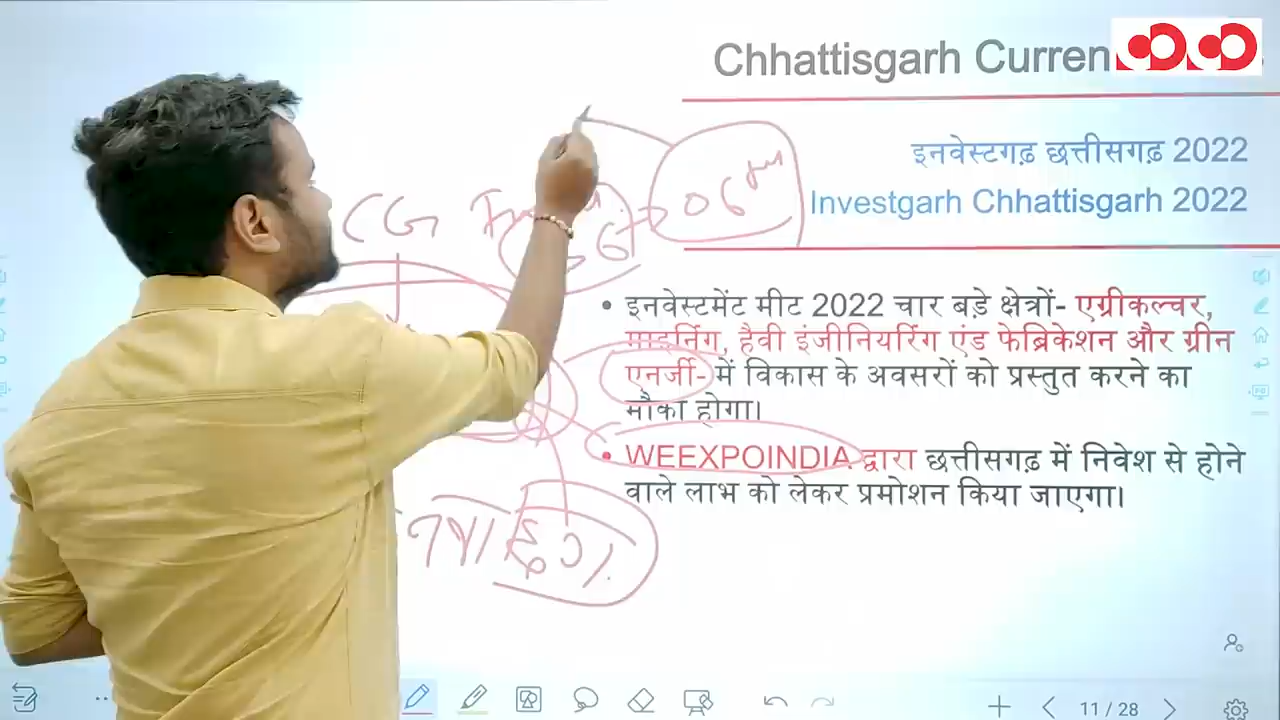 Chhattisgarh Curren
इनवेस्टगढ़ छत्तीसगढ़ 2022
Investgarh Chhattisgarh 2022
CG
06
• इनवेस्टमेंट मीट 2022 चार बड़े क्षेत्रों- एग्रीकल्चर,
माइनिंग, हैवी इंजीनियरिंग एंड फेब्रिकेशन और ग्रीन
एनर्जी- में विकास के अवसरों को प्रस्तुत करने का
मौका होगा।
• WEEXPOINDIA द्वारा छत्तीसगढ़ में निवेश से होने
वाले लाभ को लेकर प्रमोशन किया जाएगा।
11 / 28